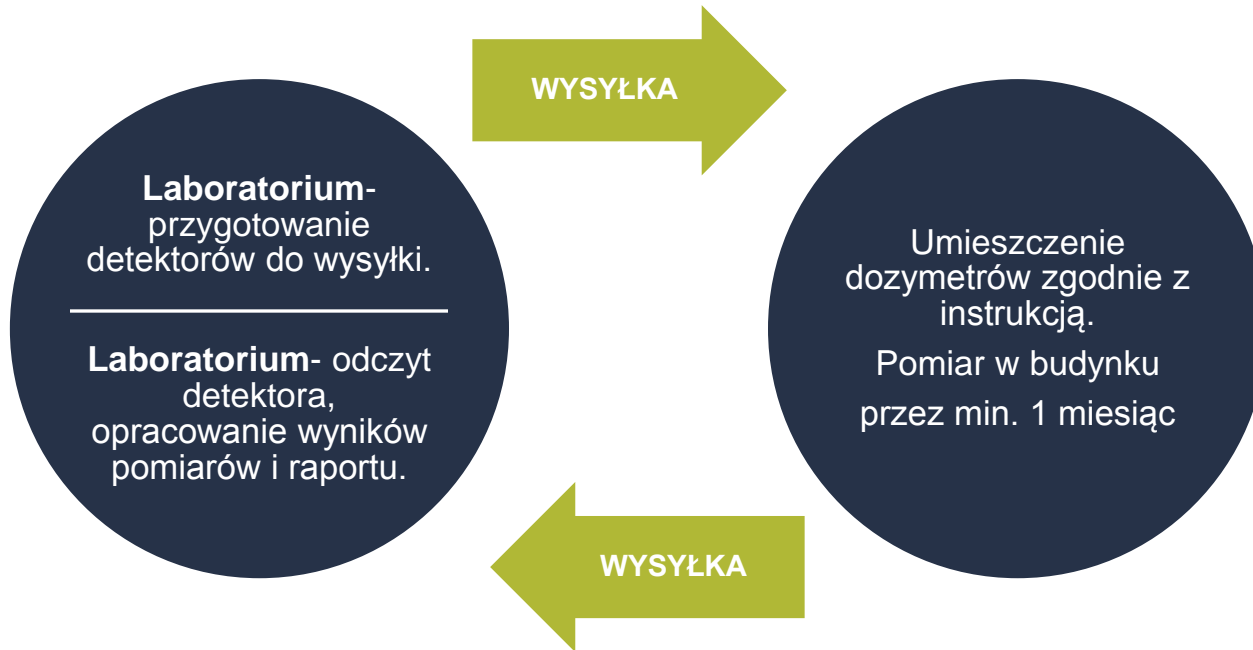 WYSYŁKA
Laboratorium-
przygotowanie
detektorów do wysyłki.
Laboratorium- odczyt
detektora,
opracowanie wyników
pomiarów i raportu.
Umieszczenie
dozymetrów zgodnie z
instrukcją.
Pomiar w budynku
przez min. 1 miesiąc
WYSYŁKA